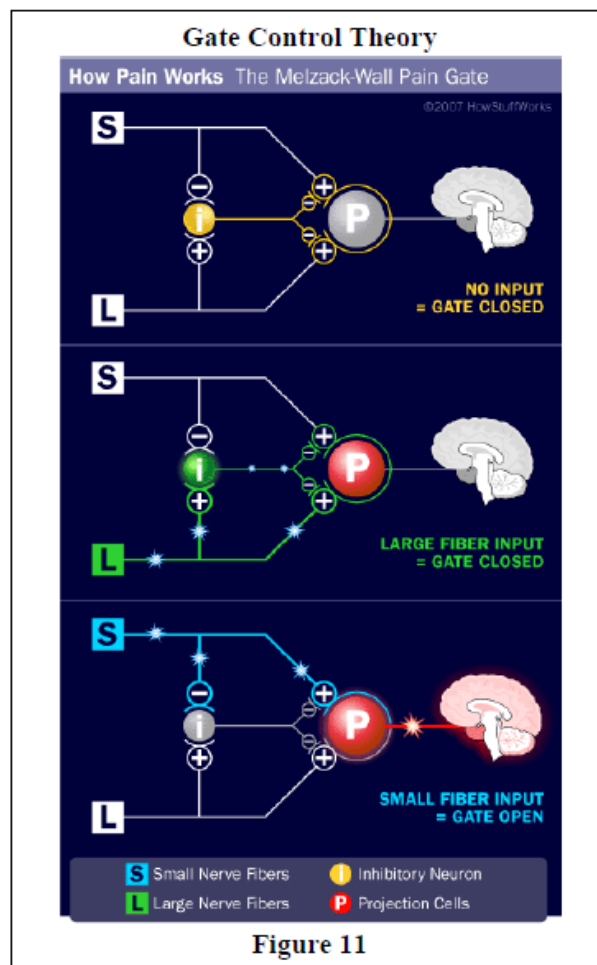 Gate Control Theory
How Pain Works The Melzack-Wall Pain Gate
©2007 HowStuffWorks
S
−
+
−
i
P
−
+
+
L
NO INPUT
= GATE CLOSED
S
−
+
−
i
P
−
+
+
L
LARGE FIBER INPUT
= GATE CLOSED
S
−
+
−
i
P
−
+
+
L
SMALL FIBER INPUT
= GATE OPEN
S Small Nerve Fibers i Inhibitory Neuron
L Large Nerve Fibers P Projection Cells
Figure 11